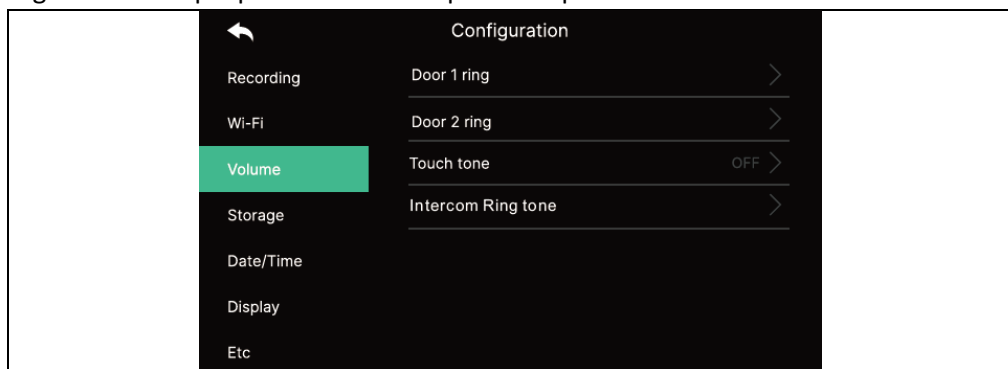 Configuration
Recording
Wi-Fi
Volume
Storage
Date/Time
Display
Etc
Door 1 ring
Door 2 ring
Touch tone OFF
Intercom Ring tone